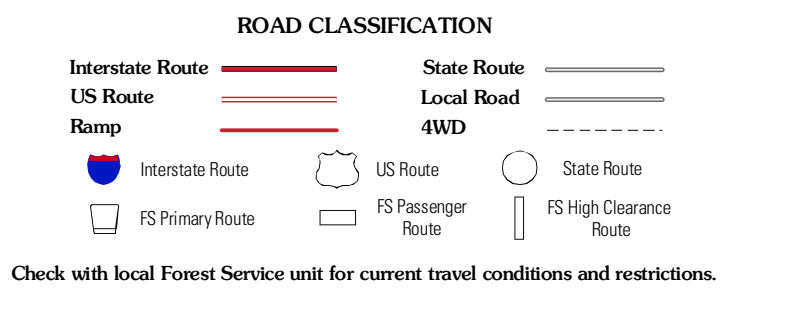 ROAD CLASSIFICATION
Interstate Route
State Route
US Route
Local Road
Ramp
4WD
Interstate Route
US Route
State Route
FS Primary Route
FS Passenger
Route
FS High Clearance
Route
Check with local Forest Service unit for current travel conditions and restrictions.